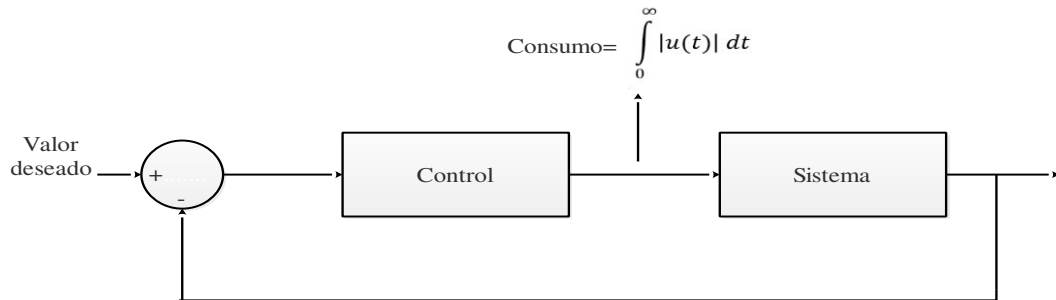 Consumo= ∫₀^∞ |u(t)| dt
Valor
deseado
+
-
Control
Sistema